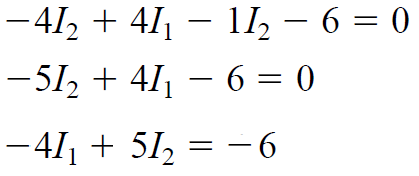 −4I₂ + 4I₁ − 1I₂ − 6 = 0
−5I₂ + 4I₁ − 6 = 0
−4I₁ + 5I₂ = −6